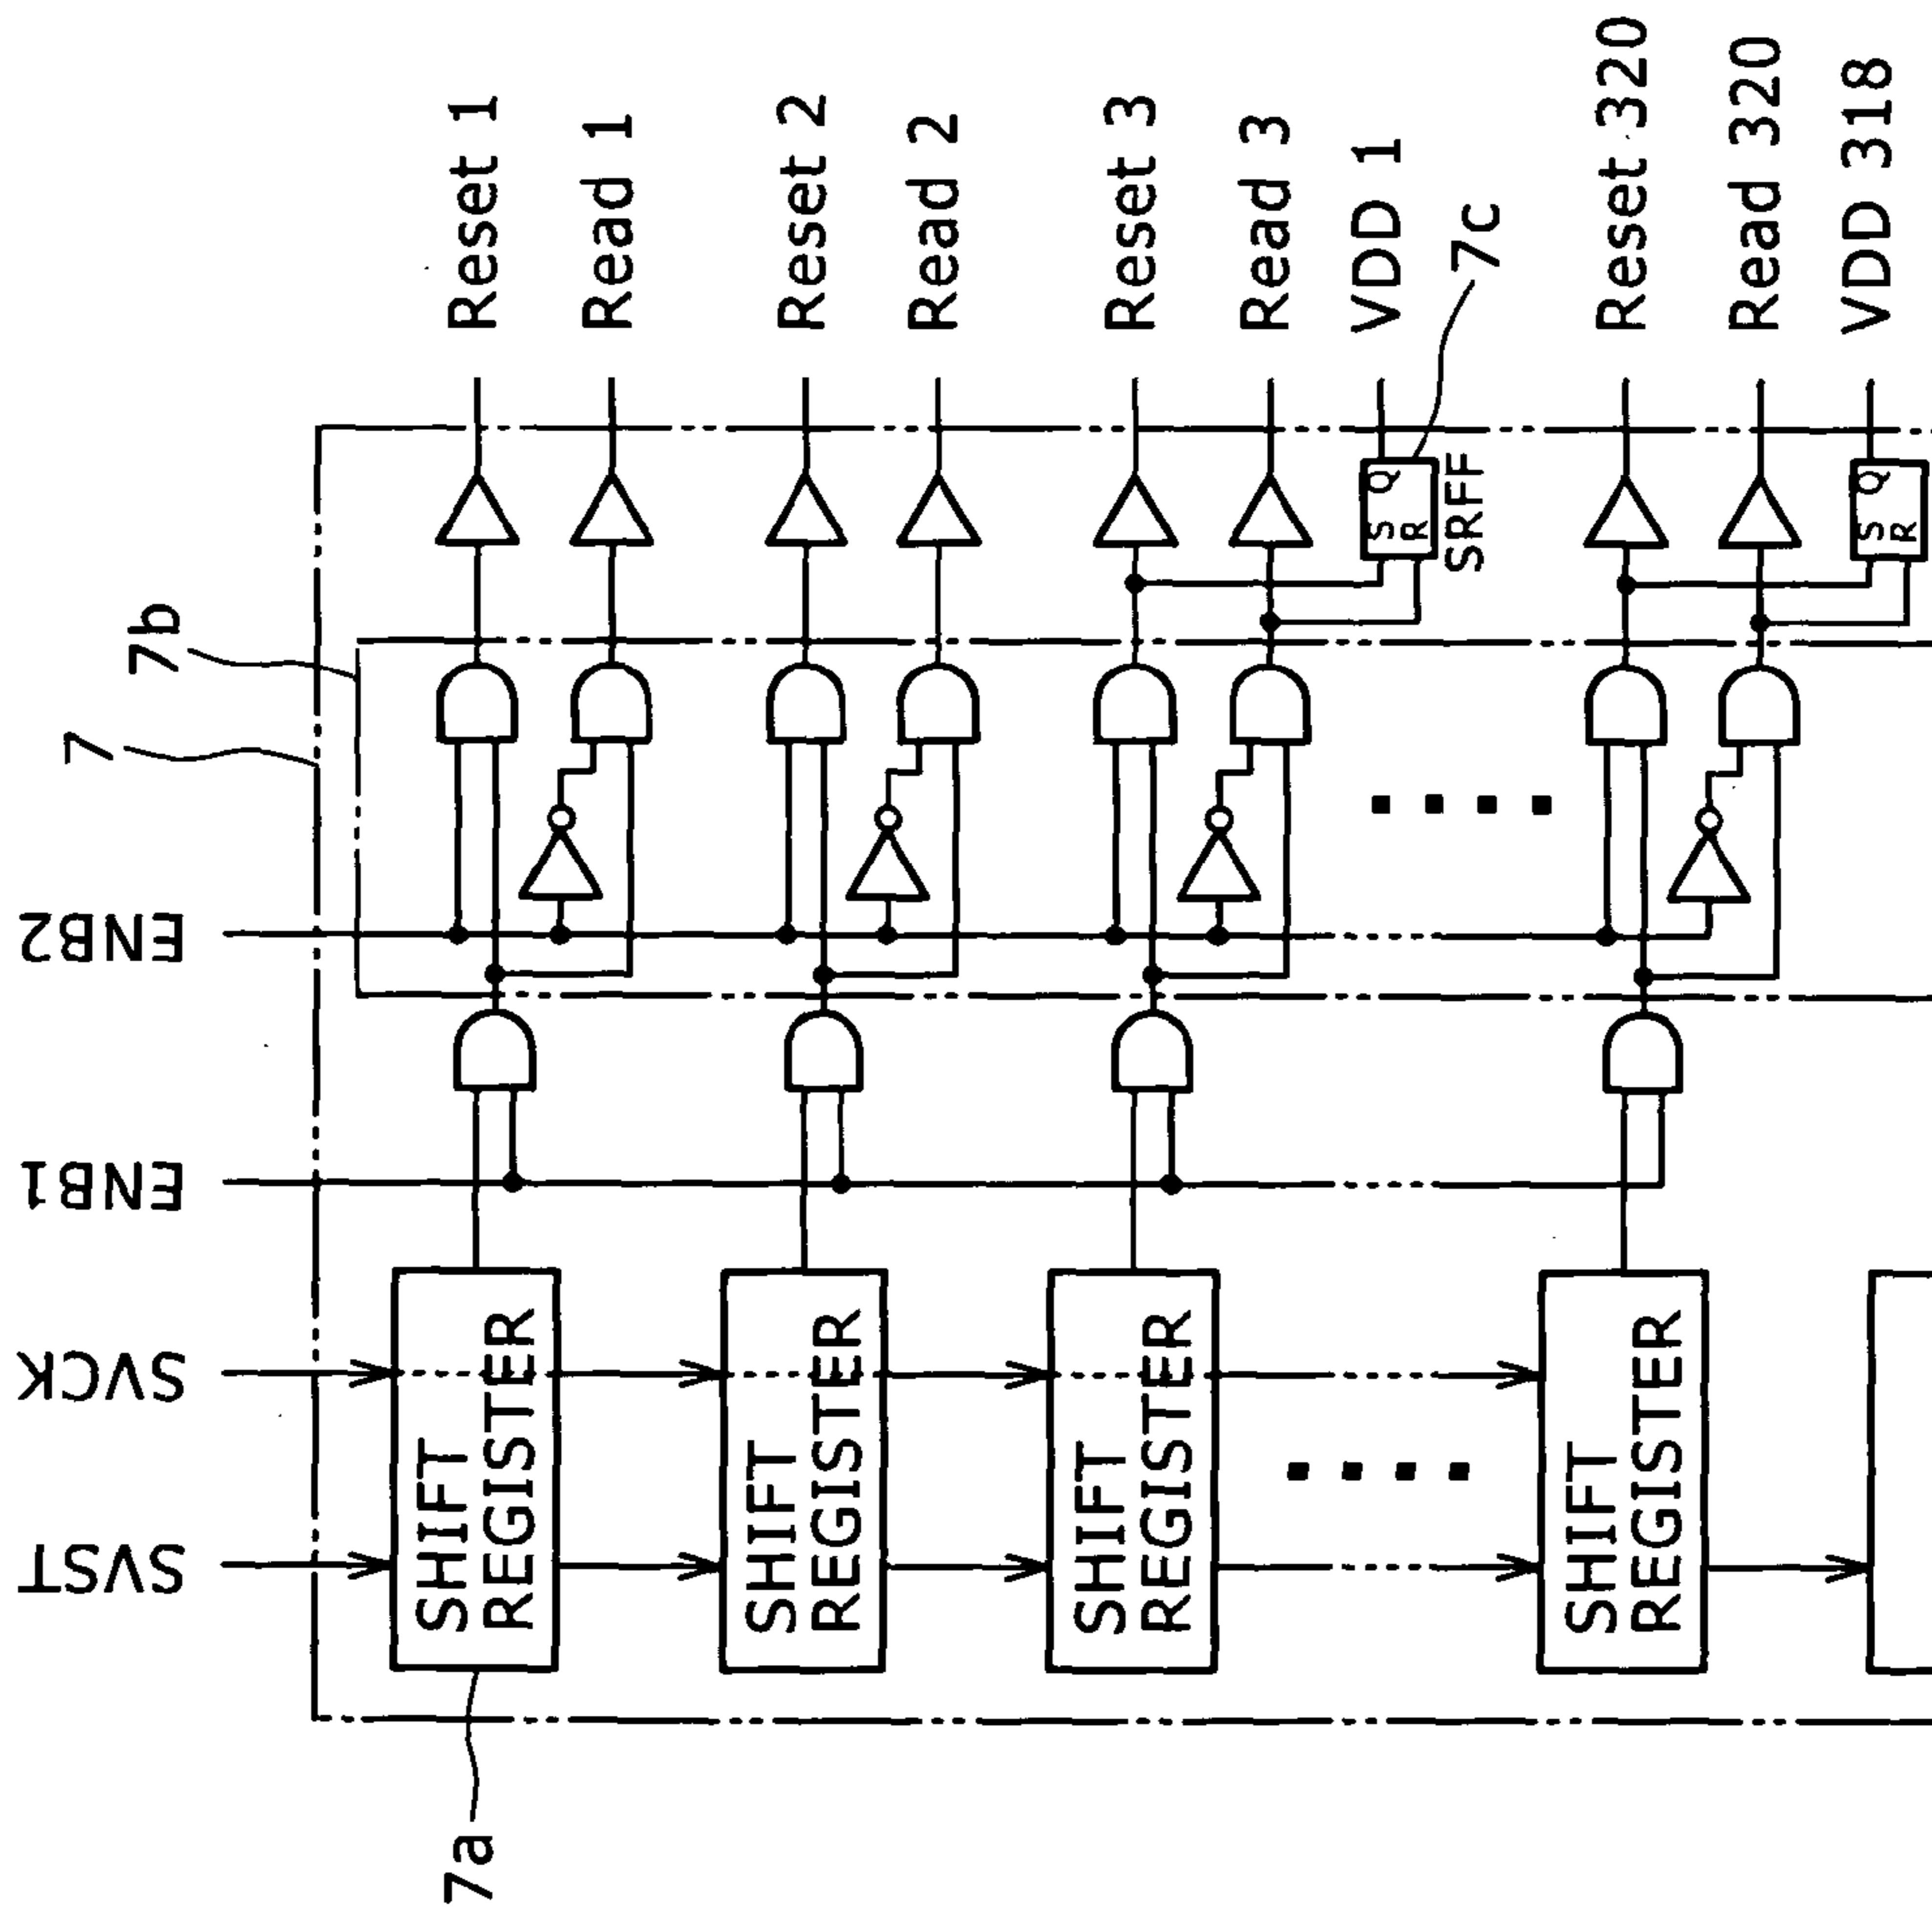 SVST
SVCK
ENB1
ENB2
7
7b
7a
SHIFT
REGISTER
Reset 1
Read 1
SHIFT
REGISTER
Reset 2
Read 2
SHIFT
REGISTER
Reset 3
Read 3
S Q
R
SRFF
VDD 1
7c
SHIFT
REGISTER
Reset 320
Read 320
S Q
R
VDD 318